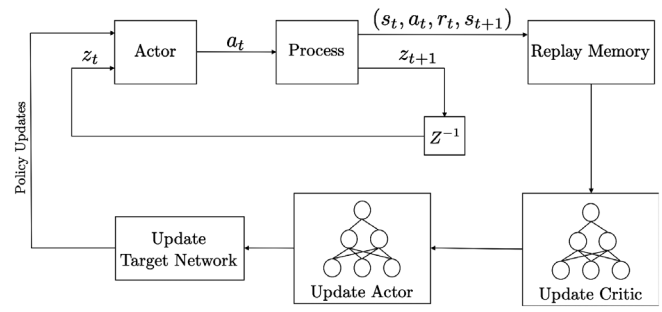 (s_t, a_t, r_t, s_{t+1})
z_t
Actor
a_t
Process
z_{t+1}
Replay Memory
Z^{-1}
Policy Updates
Update
Target Network
Update Actor
Update Critic